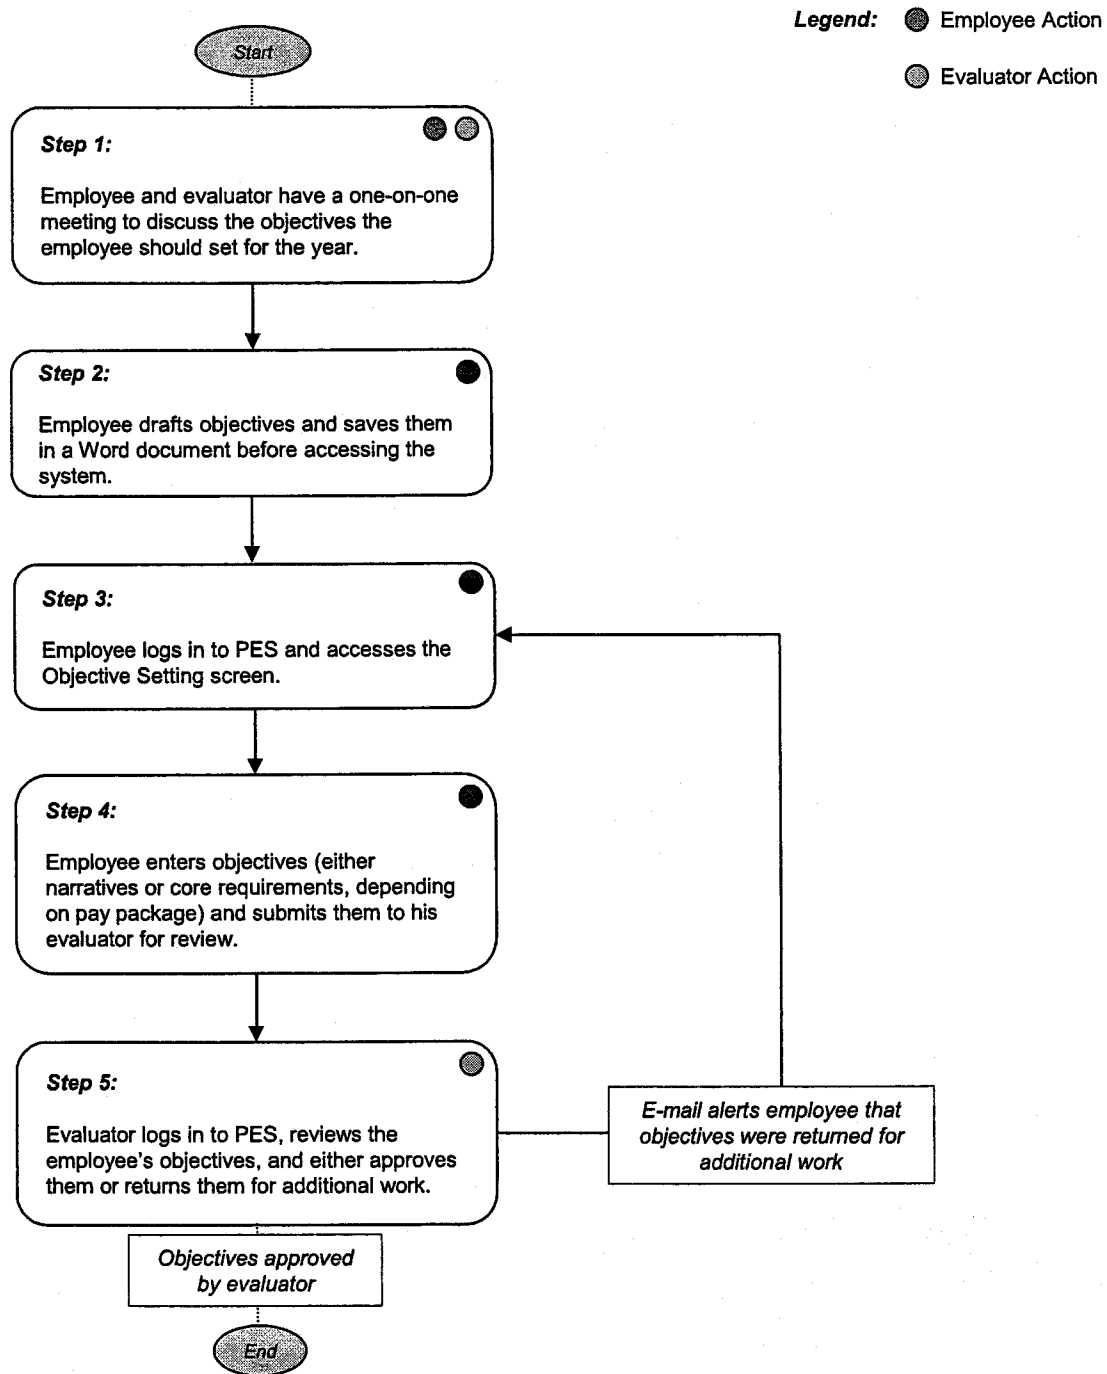 Legend:
Employee Action
Evaluator Action
Start
Step 1:
Employee and evaluator have a one-on-one
meeting to discuss the objectives the
employee should set for the year.
Step 2:
Employee drafts objectives and saves them
in a Word document before accessing the
system.
Step 3:
Employee logs in to PES and accesses the
Objective Setting screen.
Step 4:
Employee enters objectives (either
narratives or core requirements, depending
on pay package) and submits them to his
evaluator for review.
Step 5:
Evaluator logs in to PES, reviews the
employee's objectives, and either approves
them or returns them for additional work.
E-mail alerts employee that
objectives were returned for
additional work
Objectives approved
by evaluator
End